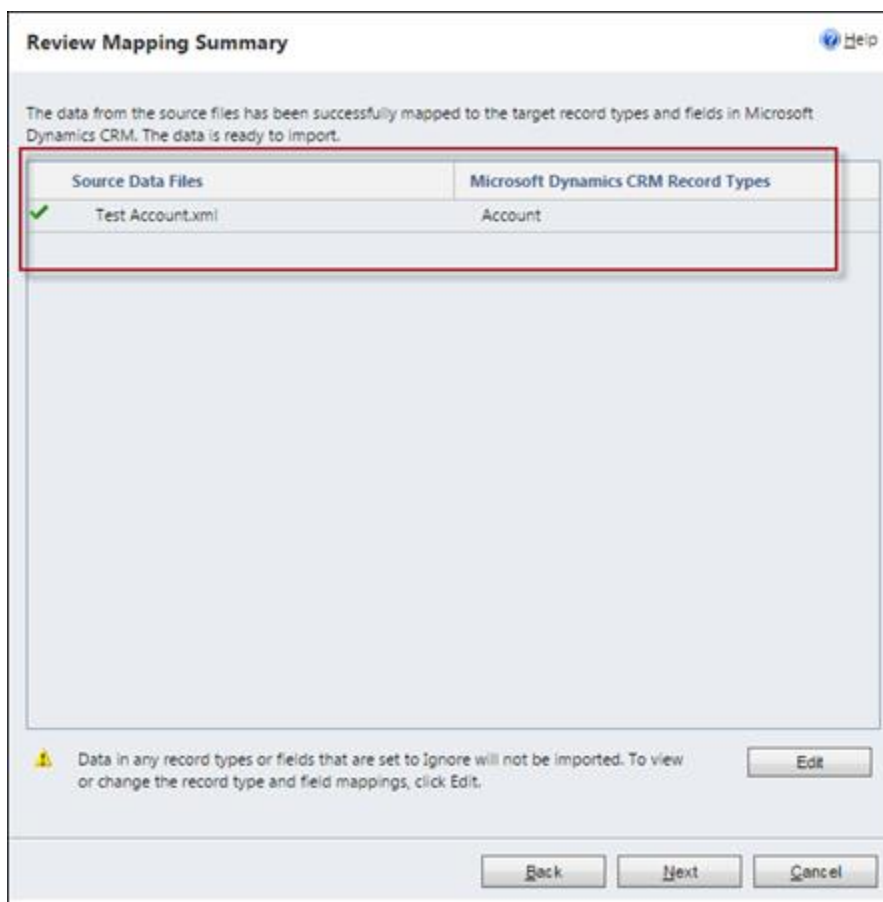 Review Mapping Summary
Help
The data from the source files has been successfully mapped to the target record types and fields in Microsoft
Dynamics CRM. The data is ready to import.
Source Data Files
Microsoft Dynamics CRM Record Types
Test Account.xml
Account
Data in any record types or fields that are set to Ignore will not be imported. To view
or change the record type and field mappings, click Edit.
Edit
Back
Next
Cancel